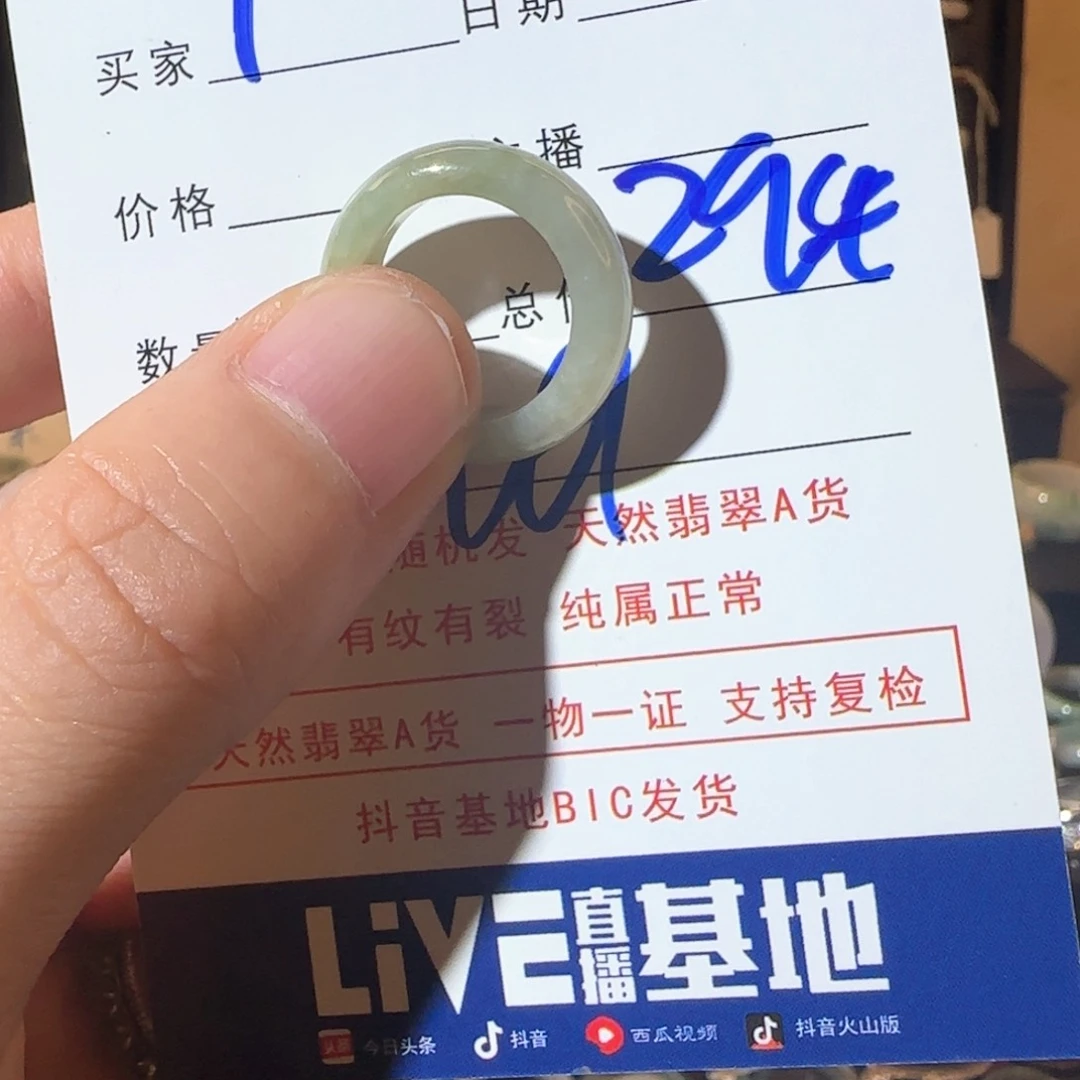 买家 日期
播
价格
294
总
数
随机发 天然翡翠A货
有纹有裂 纯属正常
天然翡翠A货 一物一证 支持复检
抖音基地BIC发货
LiVE直播基地
今日头条 抖音 西瓜视频 抖音火山版